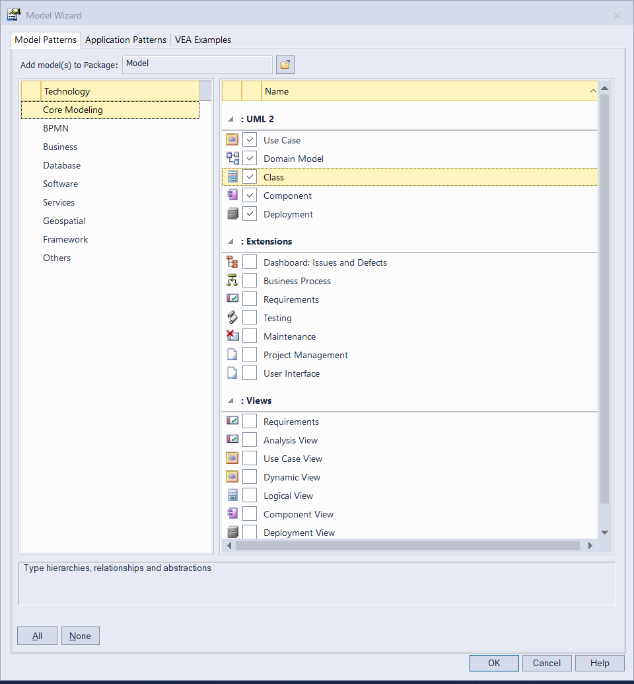 Model Wizard
Model Patterns Application Patterns VEA Examples
Add model(s) to Package: Model
Technology
Core Modeling
BPMN
Business
Database
Software
Services
Geospatial
Framework
Others
Name
: UML 2
Use Case
Domain Model
Class
Component
Deployment
: Extensions
Dashboard: Issues and Defects
Business Process
Requirements
Testing
Maintenance
Project Management
User Interface
: Views
Requirements
Analysis View
Use Case View
Dynamic View
Logical View
Component View
Deployment View
Type hierarchies, relationships and abstractions
All None
OK Cancel Help